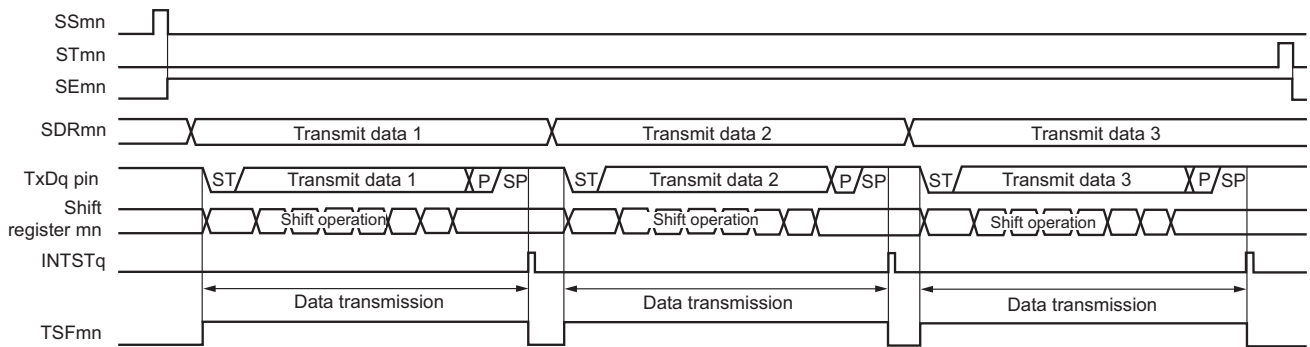 SSmn
STmn
SEmn
SDRmn Transmit data 1 Transmit data 2 Transmit data 3
TxDq pin ST Transmit data 1 P SP ST Transmit data 2 P SP ST Transmit data 3 P SP
Shift
register mn Shift operation Shift operation Shift operation
INTSTq
Data transmission Data transmission Data transmission
TSFmn